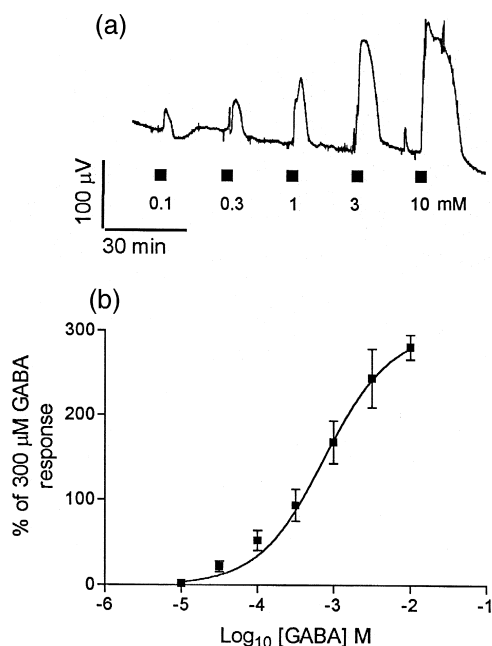 (a)
100 μV
0.1 0.3 1 3 10 mM
30 min
(b)
% of 300 μM GABA
response
300
200
100
0
-6 -5 -4 -3 -2 -1
Log₁₀ [GABA] M